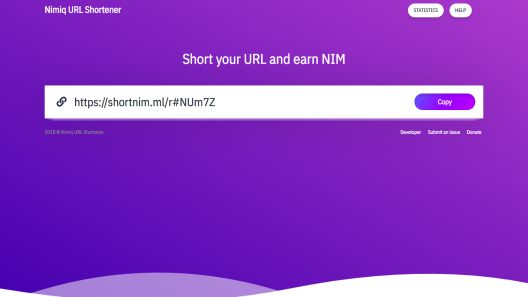 Nimiq URL Shortener
STATISTICS
HELP
Short your URL and earn NIM
https://shortnim.ml/r#NUm7Z
Copy
2018 © Nimiq URL Shortener
Developer
Submit an issue
Donate